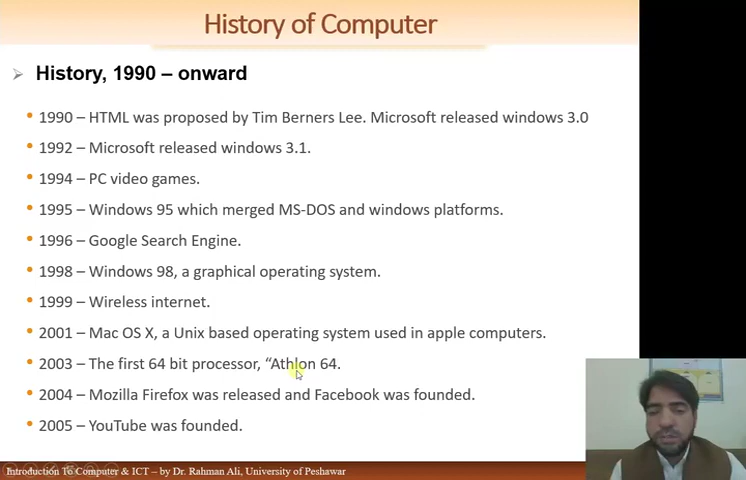 History of Computer
History, 1990 – onward
1990 – HTML was proposed by Tim Berners Lee. Microsoft released windows 3.0
1992 – Microsoft released windows 3.1.
1994 – PC video games.
1995 – Windows 95 which merged MS-DOS and windows platforms.
1996 – Google Search Engine.
1998 – Windows 98, a graphical operating system.
1999 – Wireless internet.
2001 – Mac OS X, a Unix based operating system used in apple computers.
2003 – The first 64 bit processor, “Athlon 64.
2004 – Mozilla Firefox was released and Facebook was founded.
2005 – YouTube was founded.
Introduction To Computer & ICT – by Dr. Rahman Ali, University of Peshawar